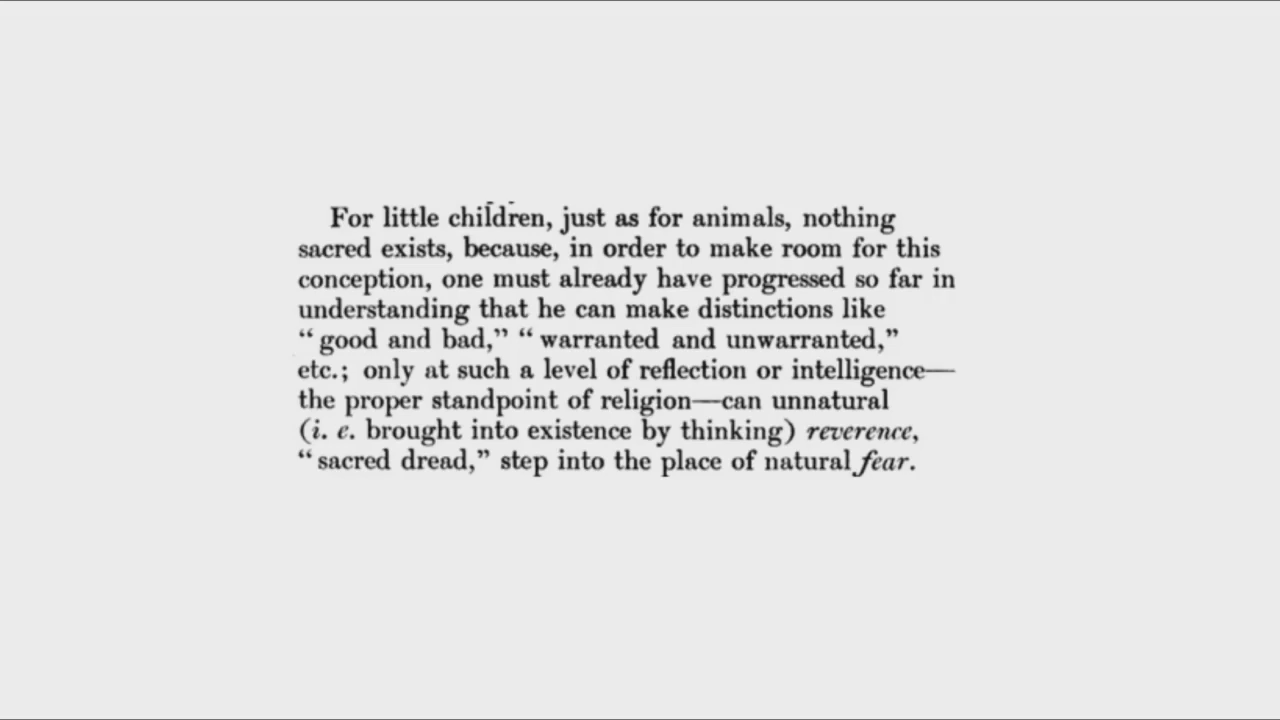 For little children, just as for animals, nothing
sacred exists, because, in order to make room for this
conception, one must already have progressed so far in
understanding that he can make distinctions like
“ good and bad,” “ warranted and unwarranted,”
etc.; only at such a level of reflection or intelligence—
the proper standpoint of religion—can unnatural
(i. e. brought into existence by thinking) reverence,
“ sacred dread,” step into the place of natural fear.